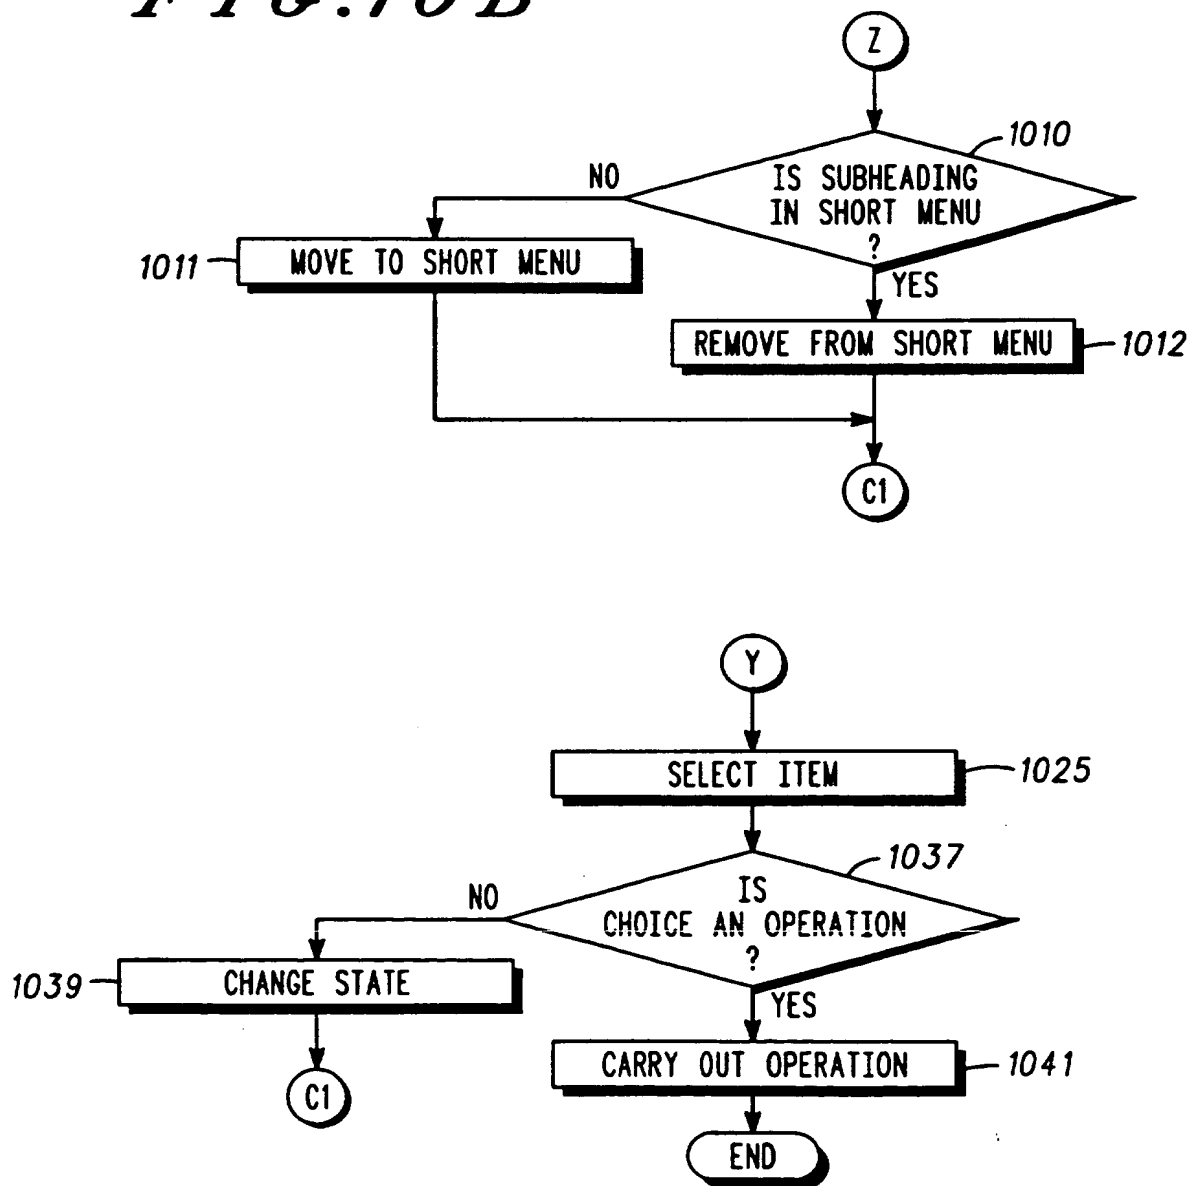 FIG.10B
Z
1010
IS SUBHEADING
IN SHORT MENU
?
NO
YES
1011
MOVE TO SHORT MENU
REMOVE FROM SHORT MENU
1012
C1
Y
SELECT ITEM
1025
1037
IS
CHOICE AN OPERATION
?
NO
YES
1039
CHANGE STATE
CARRY OUT OPERATION
1041
C1
END